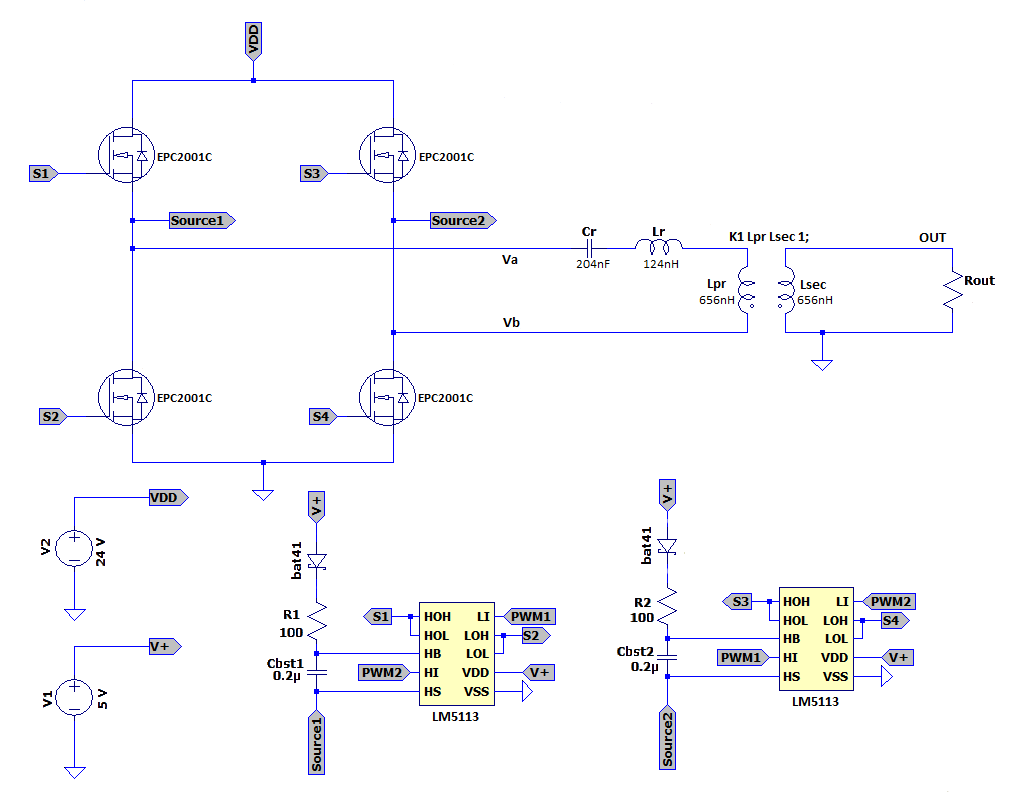 VDD
EPC2001C
EPC2001C
S1
S3
Source1
Source2
Cr
204nF
Lr
124nH
K1 Lpr Lsec 1;
OUT
Va
Lpr
656nH
Lsec
656nH
Rout
Vb
EPC2001C
EPC2001C
S2
S4
VDD
V2
24 V
V+
V1
5 V
V+
bat41
R1
100
Cbst1
0.2µ
Source1
S1
PWM2
HOH
HOL
HB
HI
HS
LI
LOH
LOL
VDD
VSS
PWM1
S2
V+
LM5113
V+
bat41
R2
100
Cbst2
0.2µ
Source2
S3
PWM1
HOH
HOL
HB
HI
HS
LI
LOH
LOL
VDD
VSS
PWM2
S4
V+
LM5113